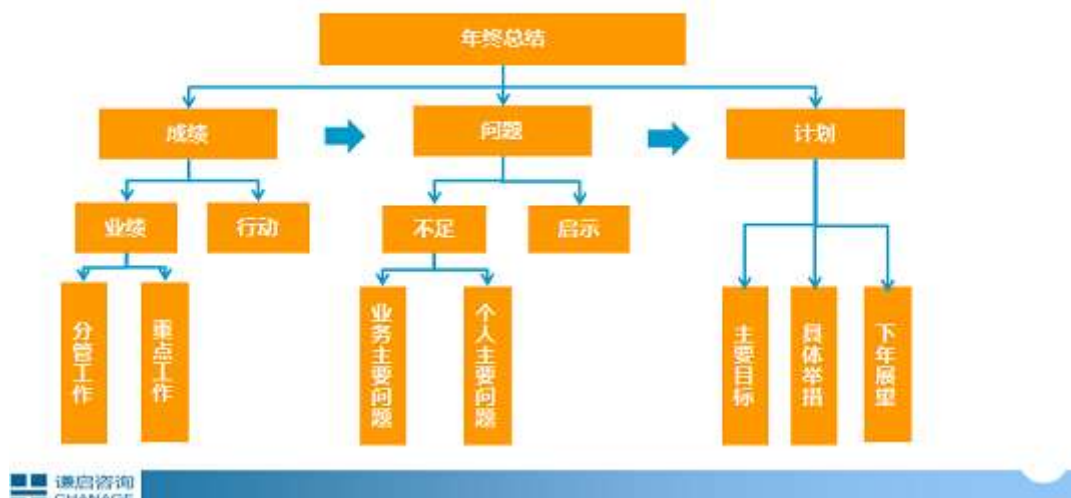 年终总结
成绩
问题
计划
业绩
行动
不足
启示
分管工作
重点工作
业务主要问题
个人主要问题
主要目标
具体举措
下年展望
谦启咨询
CHANAGE